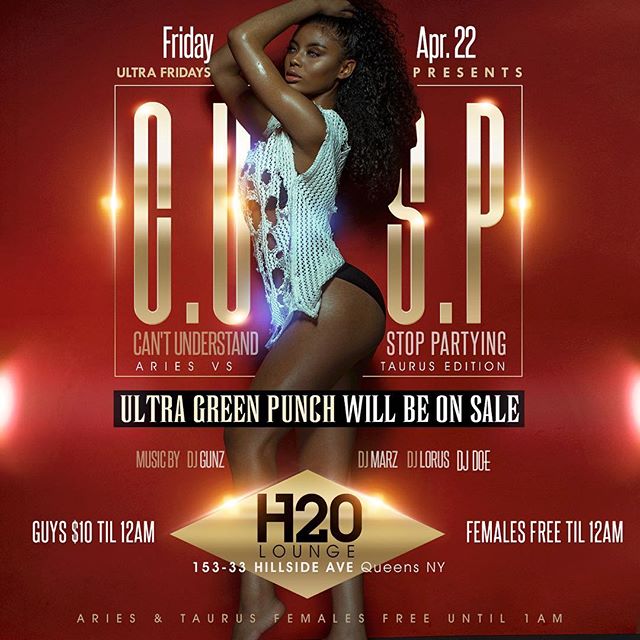 Friday Apr. 22
ULTRA FRIDAYS PRESENTS
C.U S.P
CAN'T UNDERSTAND STOP PARTYING
ARIES VS TAURUS EDITION
ULTRA GREEN PUNCH WILL BE ON SALE
MUSIC BY DJ GUNZ DJ MARZ DJ LORUS DJ DOE
GUYS $10 TIL 12AM
H2O
LOUNGE
153-33 HILLSIDE AVE Queens NY
FEMALES FREE TIL 12AM
ARIES & TAURUS FEMALES FREE UNTIL 1AM